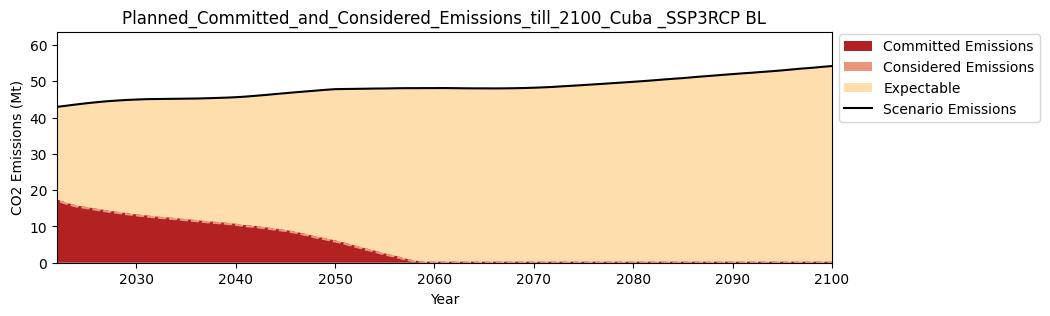 Planned_Committed_and_Considered_Emissions_till_2100_Cuba _SSP3RCP BL
60
50
40
30
20
10
0
CO2 Emissions (Mt)
2030 2040 2050 2060 2070 2080 2090 2100
Year
Committed Emissions
Considered Emissions
Expectable
Scenario Emissions